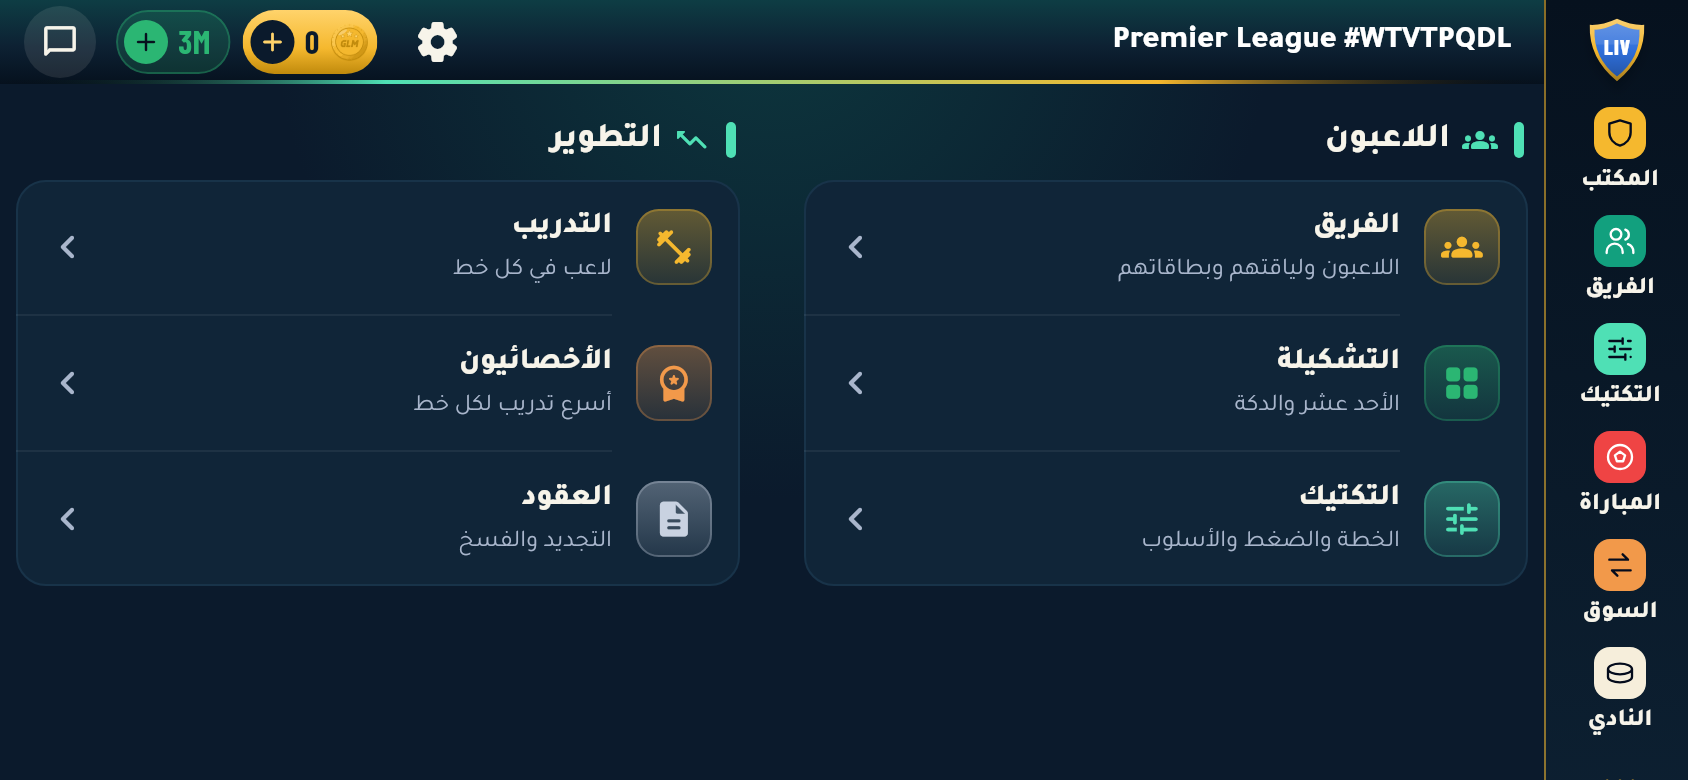 LIV
المكتب
الفريق
التكتيك
المباراة
السوق
النادي
Premier League #WTVTPQDL
GLM
0
3M
اللاعبون
الفريق
اللاعبون ولياقتهم وبطاقاتهم
التشكيلة
الأحد عشر والدكة
التكتيك
الخطة والضغط والأسلوب
التطوير
التدريب
لاعب في كل خط
الأخصائيون
أسرع تدريب لكل خط
العقود
التجديد والفسخ